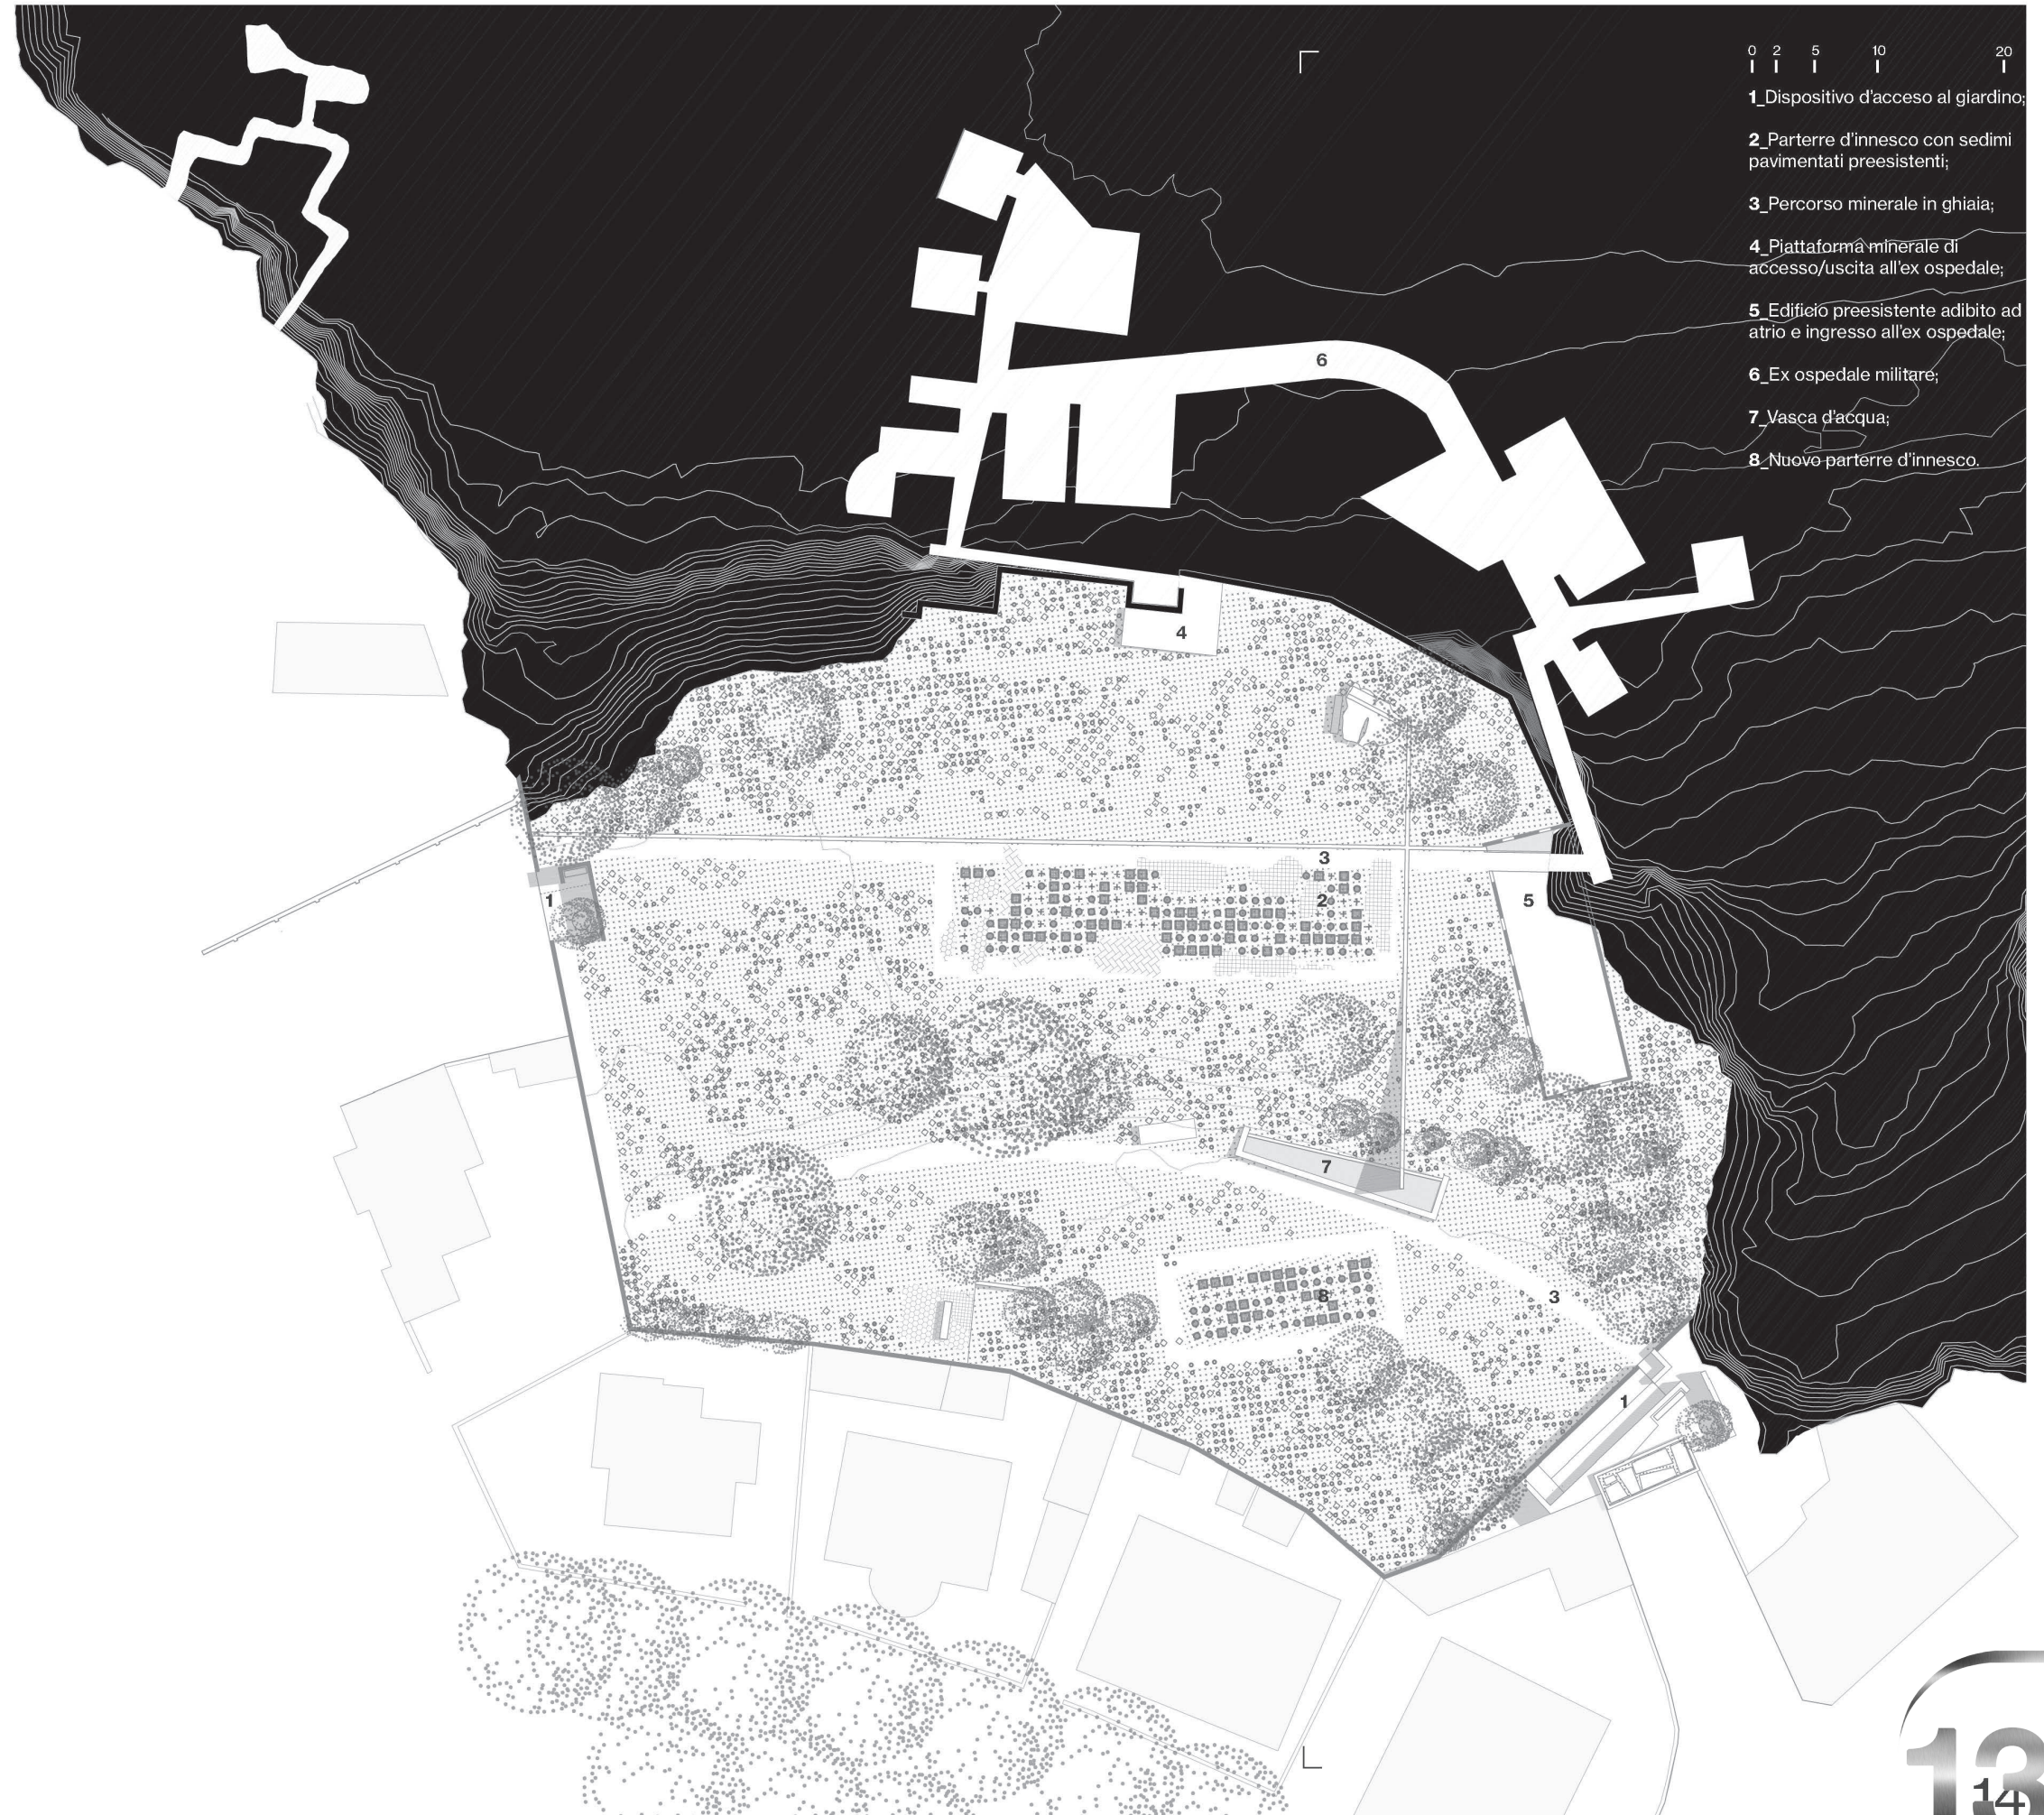 0 2 5 10 20
1_Dispositivo d'acceso al giardino;
2_Parterre d'innesco con sedimi
pavimentati preesistenti;
3_Percorso minerale in ghiaia;
4_Piattaforma minerale di
accesso/uscita all'ex ospedale;
5_Edificio preesistente adibito ad
atrio e ingresso all'ex ospedale;
6_Ex ospedale militare;
7_Vasca d'acqua;
8_Nuovo parterre d'innesco.
6
4
3
1
2
5
7
8
3
1
13
14